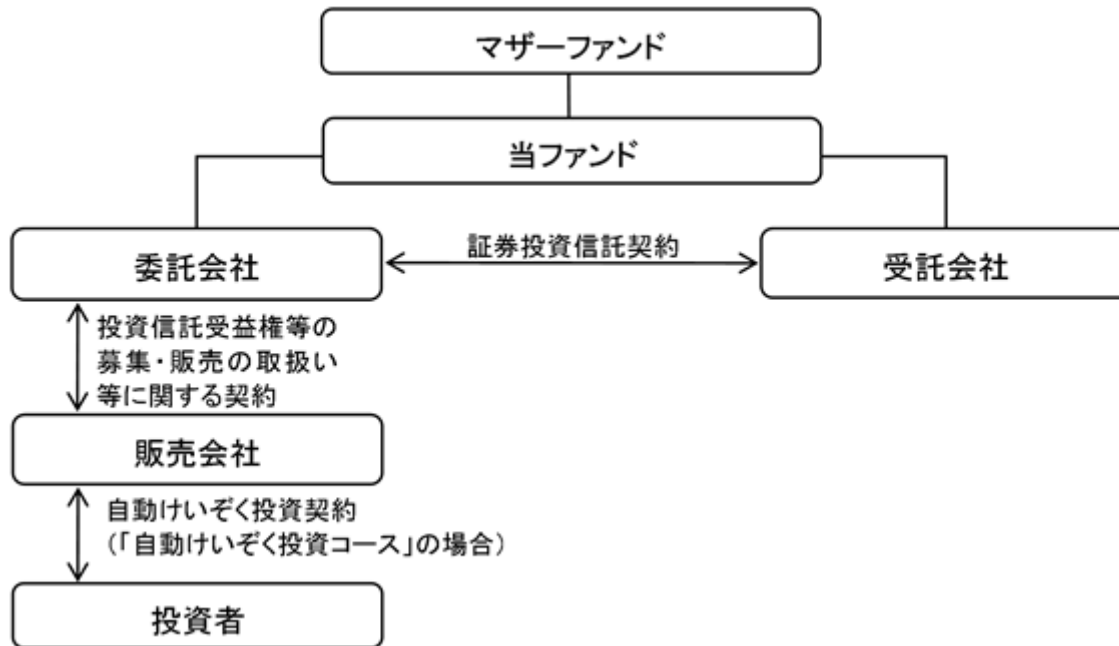 マザーファンド
当ファンド
委託会社
証券投資信託契約
受託会社
投資信託受益権等の
募集・販売の取扱い
等に関する契約
販売会社
自動けいぞく投資契約
（「自動けいぞく投資コース」の場合）
投資者